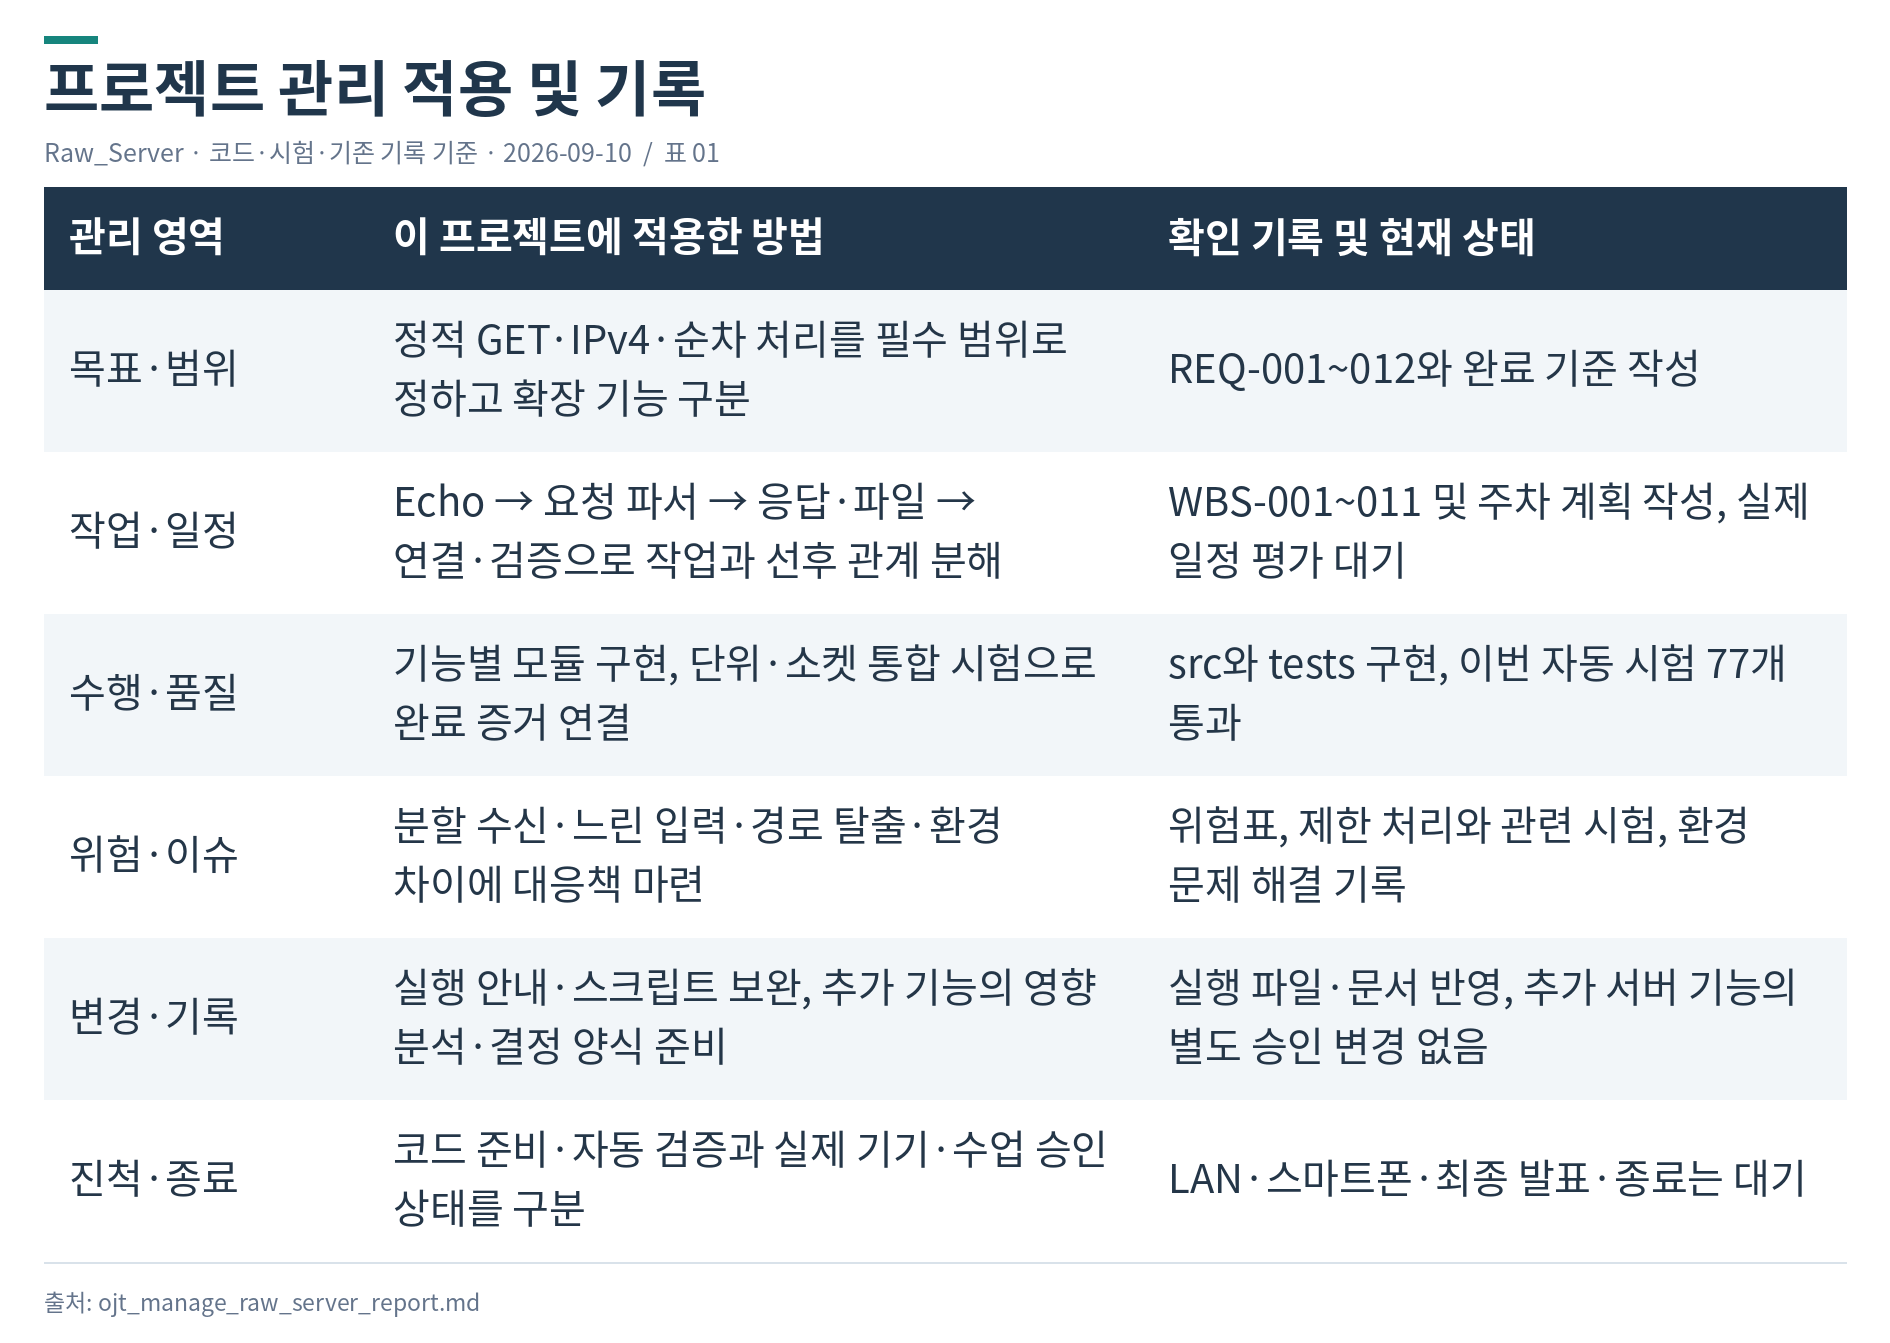 프로젝트 관리 적용 및 기록
Raw_Server · 코드·시험·기존 기록 기준 · 2026-09-10 / 표 01
관리 영역
이 프로젝트에 적용한 방법
확인 기록 및 현재 상태
목표·범위
정적 GET·IPv4·순차 처리를 필수 범위로
정하고 확장 기능 구분
REQ-001~012와 완료 기준 작성
작업·일정
Echo → 요청 파서 → 응답·파일 →
연결·검증으로 작업과 선후 관계 분해
WBS-001~011 및 주차 계획 작성, 실제
일정 평가 대기
수행·품질
기능별 모듈 구현, 단위·소켓 통합 시험으로
완료 증거 연결
src와 tests 구현, 이번 자동 시험 77개
통과
위험·이슈
분할 수신·느린 입력·경로 탈출·환경
차이에 대응책 마련
위험표, 제한 처리와 관련 시험, 환경
문제 해결 기록
변경·기록
실행 안내·스크립트 보완, 추가 기능의 영향
분석·결정 양식 준비
실행 파일·문서 반영, 추가 서버 기능의
별도 승인 변경 없음
진척·종료
코드 준비·자동 검증과 실제 기기·수업 승인
상태를 구분
LAN·스마트폰·최종 발표·종료는 대기
출처: ojt_manage_raw_server_report.md